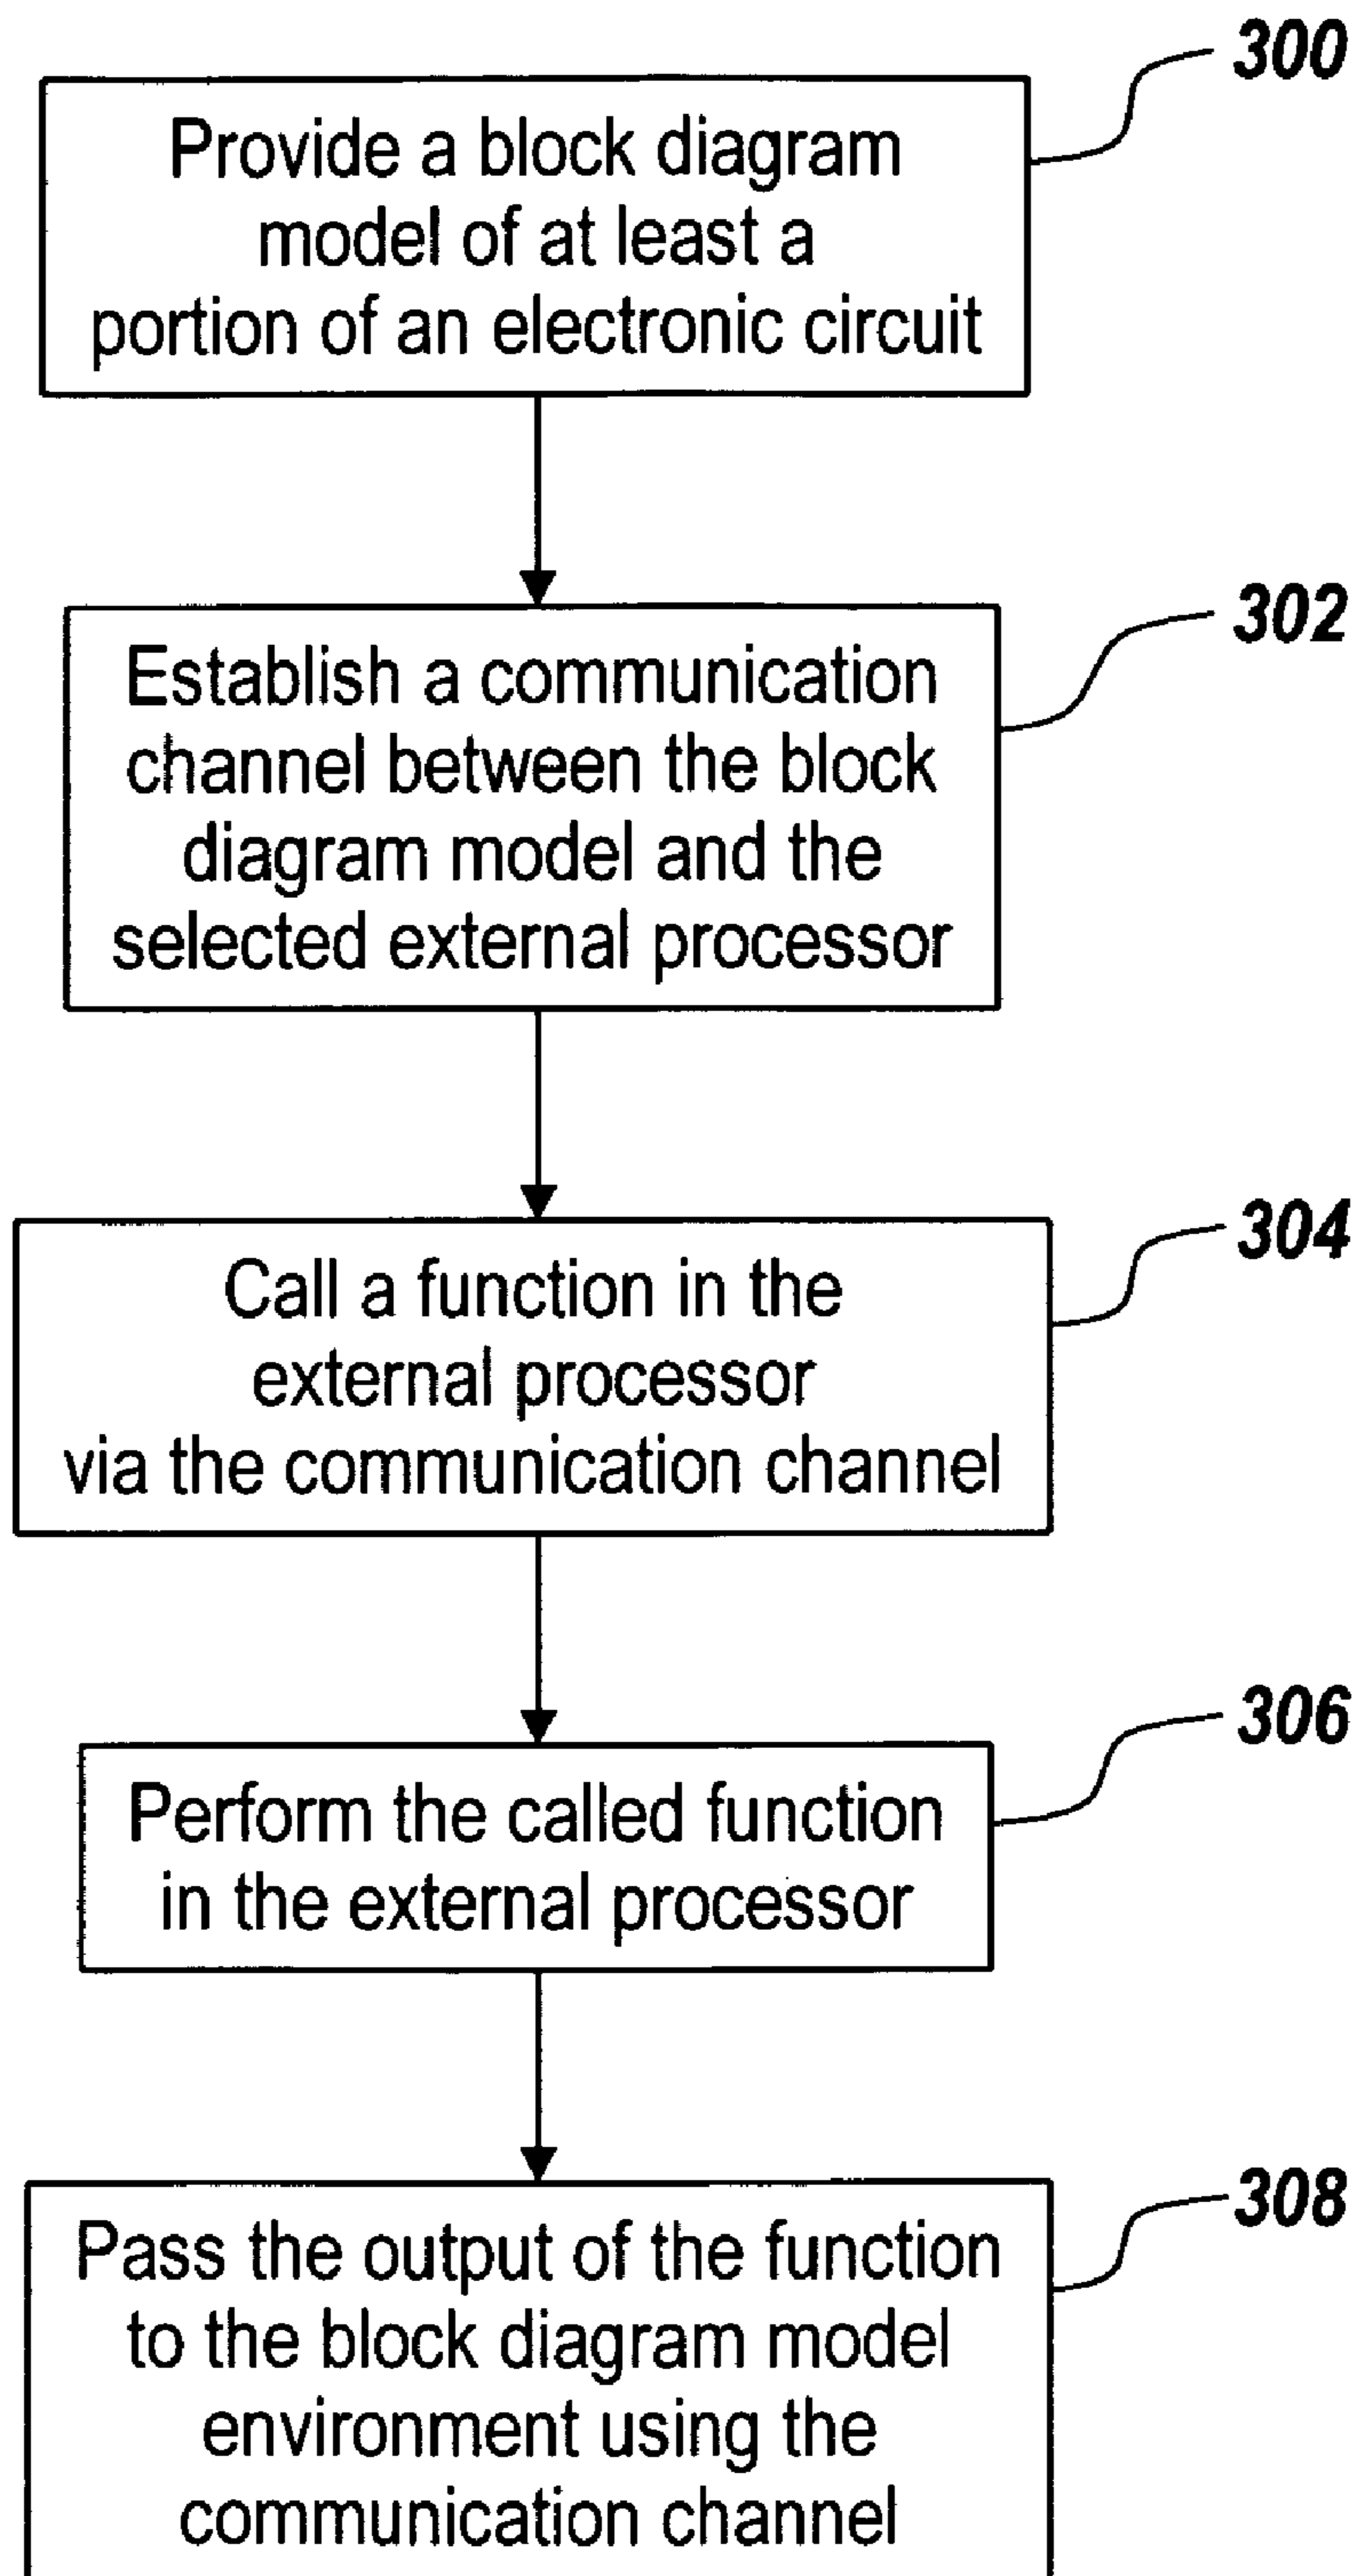 300
Provide a block diagram
model of at least a
portion of an electronic circuit
302
Establish a communication
channel between the block
diagram model and the
selected external processor
304
Call a function in the
external processor
via the communication channel
306
Perform the called function
in the external processor
308
Pass the output of the function
to the block diagram model
environment using the
communication channel